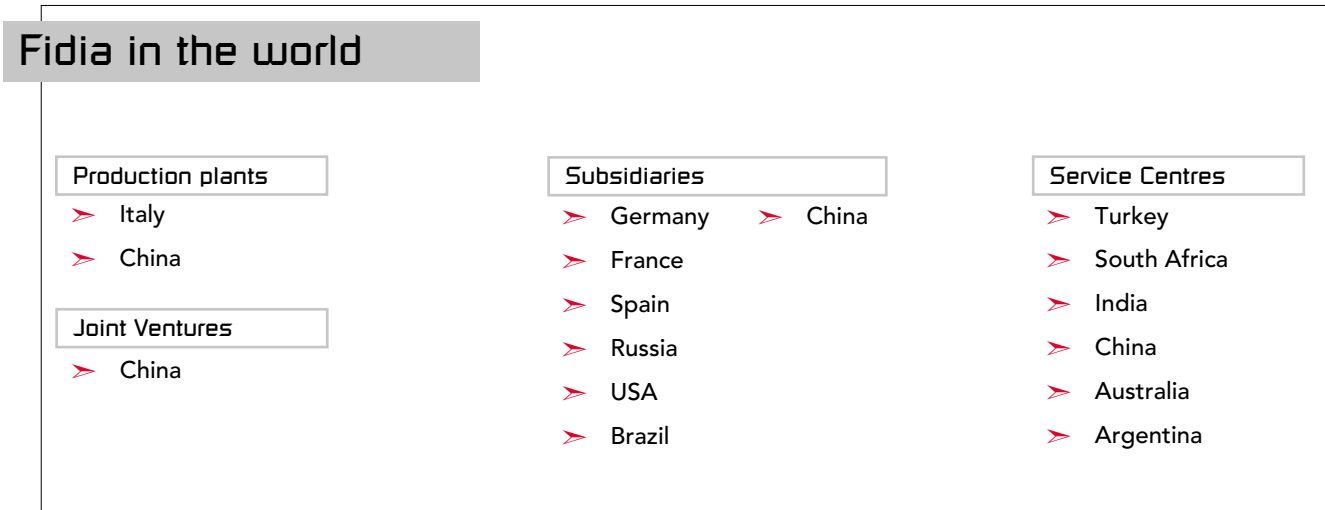 Fidia in the world
Production plants
Italy
China
Joint Ventures
China
Subsidiaries
Germany
France
Spain
Russia
USA
Brazil
China
Service Centres
Turkey
South Africa
India
China
Australia
Argentina